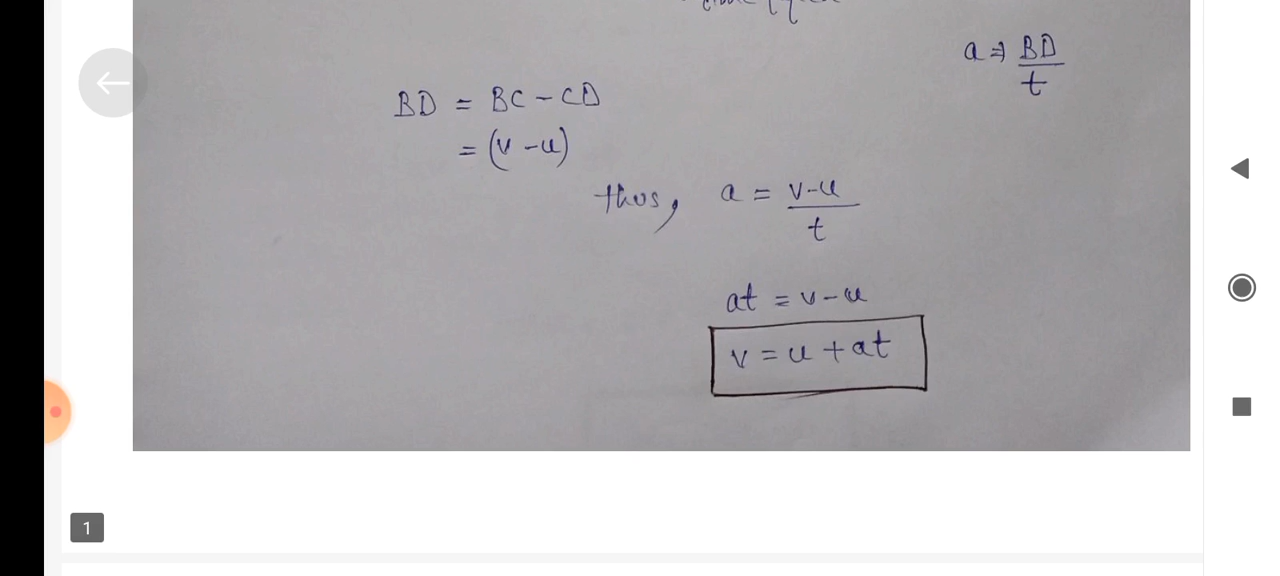 a ⇒ BD/t
BD = BC - CD
= (v - u)
thus, a = v-u/t
at = v-u
v = u + at
1